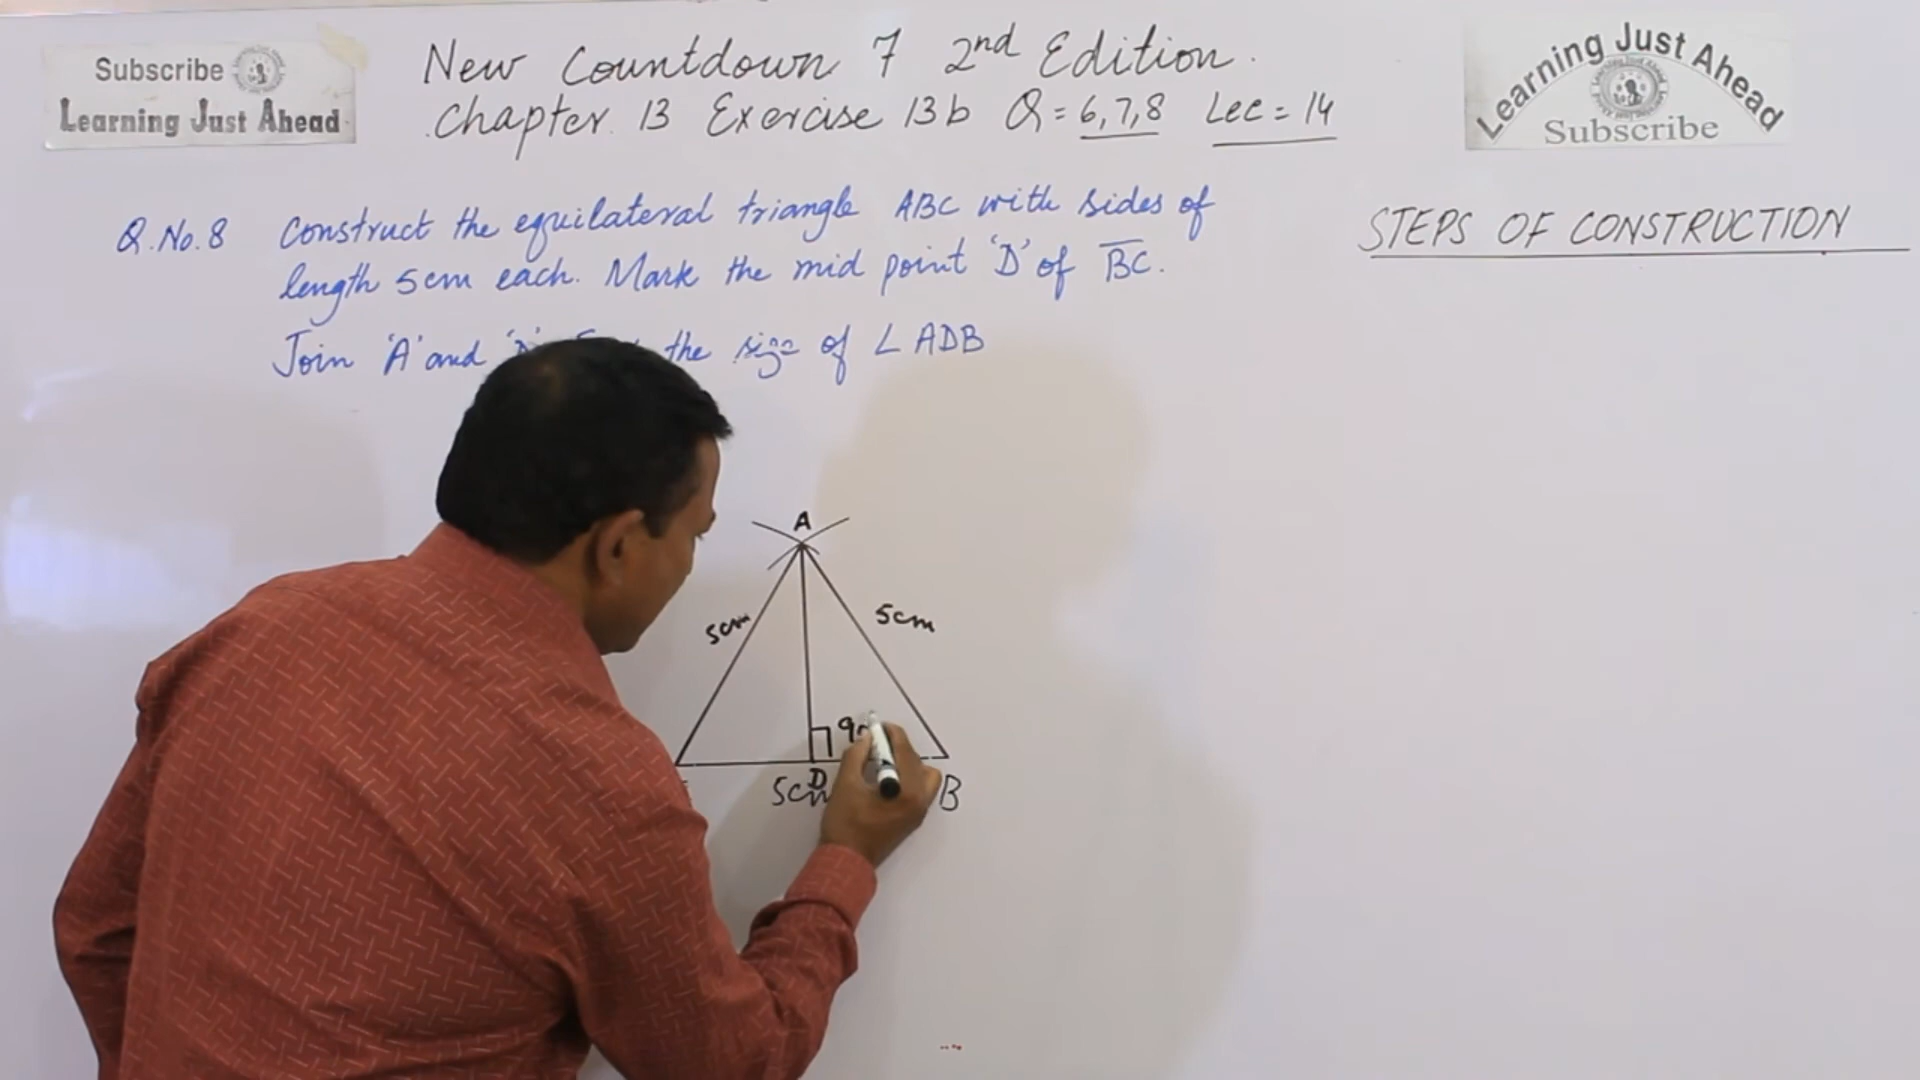 Subscribe
Learning Just Ahead
New Countdown 7 2nd Edition.
Chapter 13 Exercise 13b Q = 6,7,8 Lec = 14
Learning Just Ahead
Subscribe
Q.No.8 Construct the equilateral triangle ABC with sides of
length 5cm each. Mark the mid point 'D' of BC.
Join 'A' and the size of ∠ADB
STEPS OF CONSTRUCTION
A
5cm
5cm
D
5cm
B